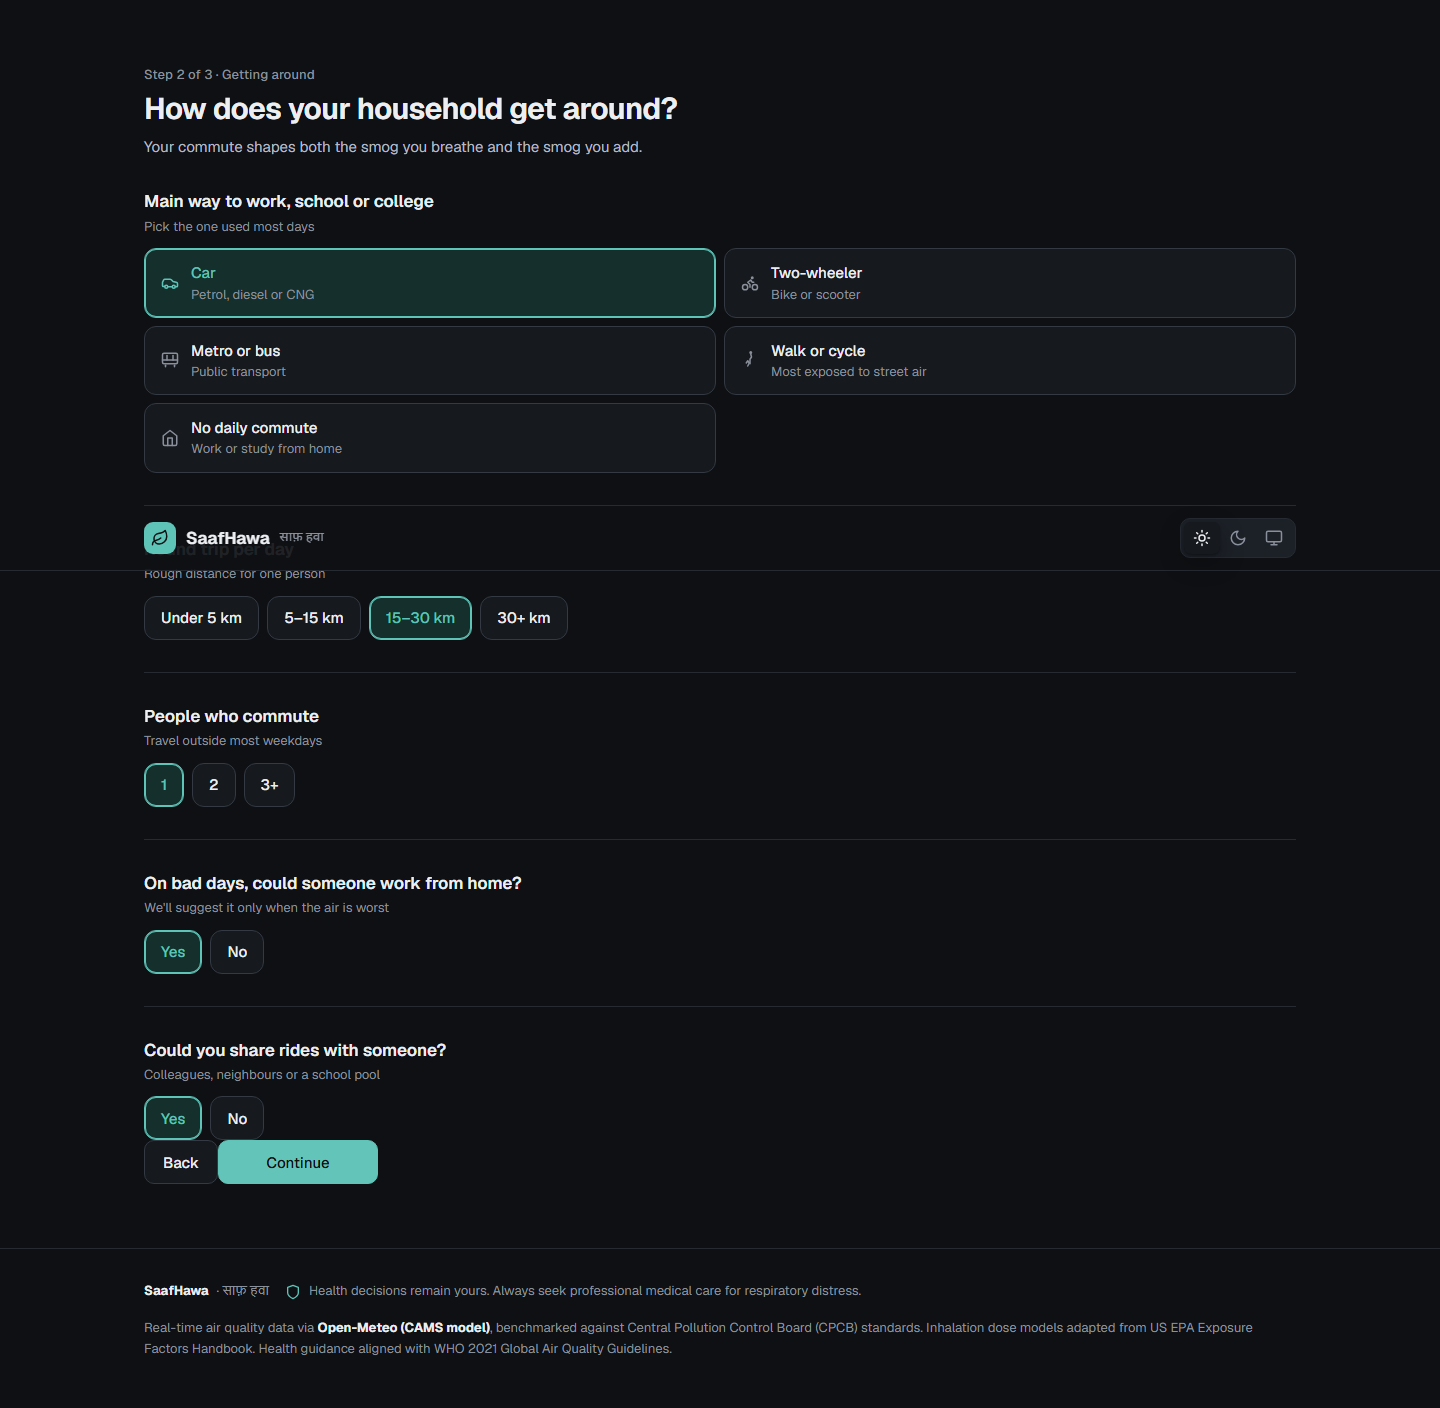 Step 2 of 3 · Getting around
How does your household get around?
Your commute shapes both the smog you breathe and the smog you add.
Main way to work, school or college
Pick the one used most days
Car
Petrol, diesel or CNG
Two-wheeler
Bike or scooter
Metro or bus
Public transport
Walk or cycle
Most exposed to street air
No daily commute
Work or study from home
SaafHawa साफ़ हवा
trip per day
Rough distance for one person
Under 5 km
5–15 km
15–30 km
30+ km
People who commute
Travel outside most weekdays
1
2
3+
On bad days, could someone work from home?
We'll suggest it only when the air is worst
Yes
No
Could you share rides with someone?
Colleagues, neighbours or a school pool
Yes
No
Back
Continue
SaafHawa · साफ़ हवा Health decisions remain yours. Always seek professional medical care for respiratory distress.
Real-time air quality data via Open-Meteo (CAMS model), benchmarked against Central Pollution Control Board (CPCB) standards. Inhalation dose models adapted from US EPA Exposure
Factors Handbook. Health guidance aligned with WHO 2021 Global Air Quality Guidelines.